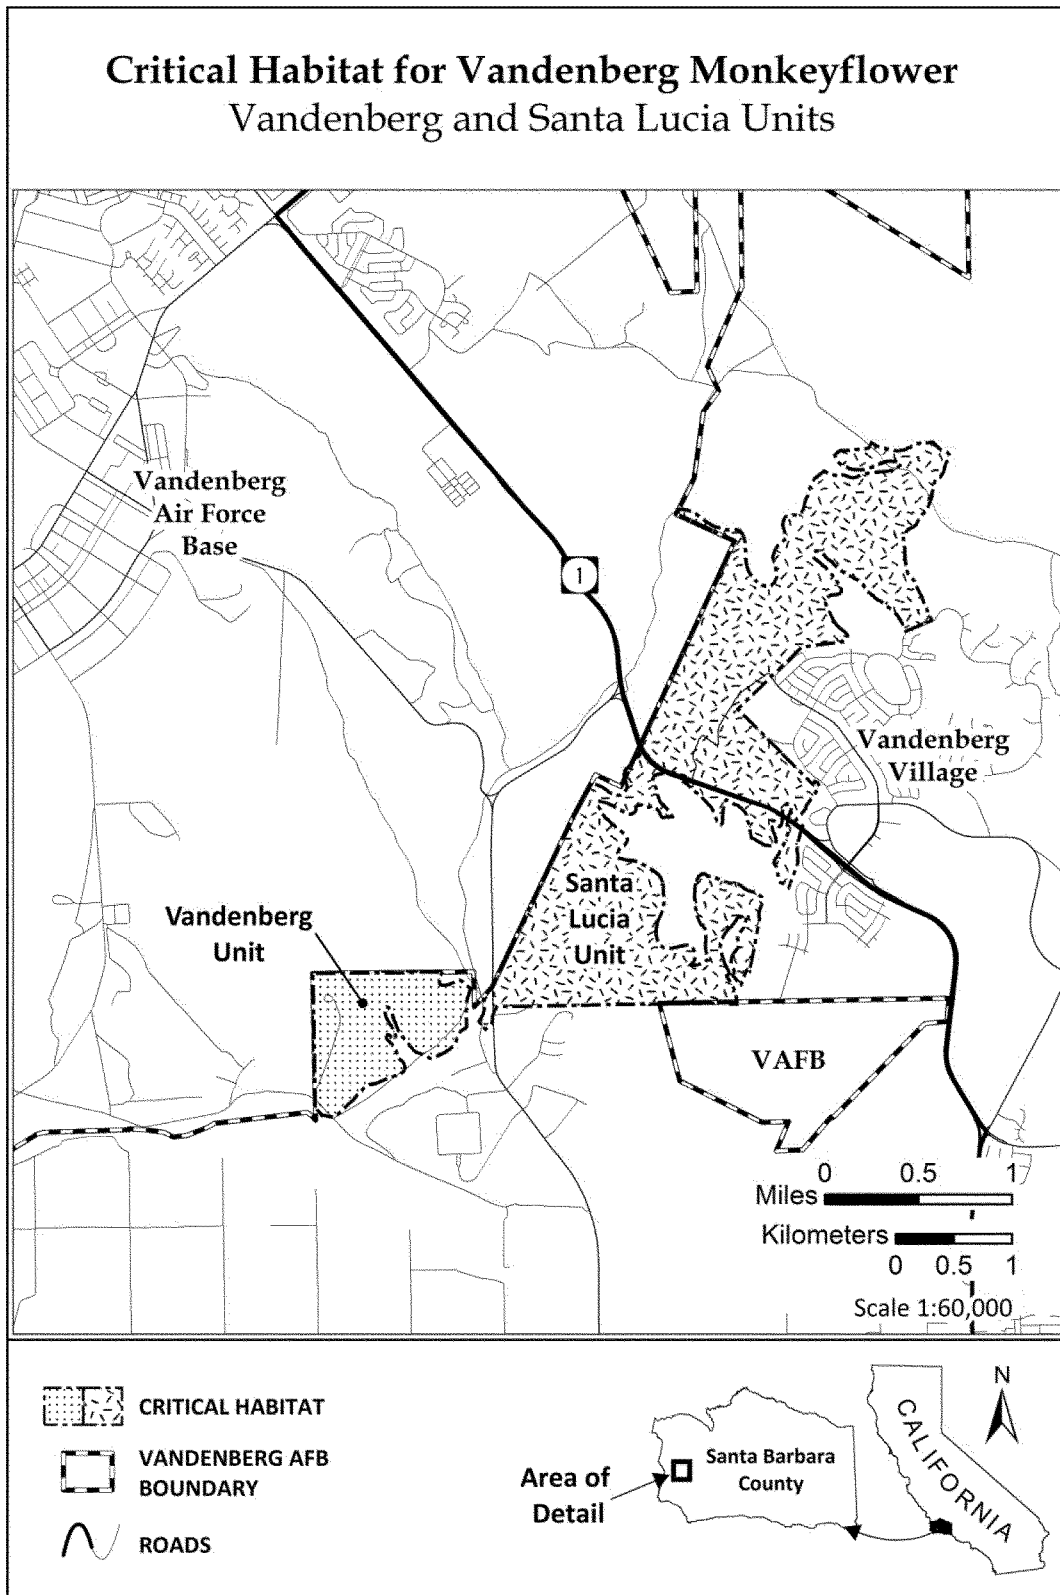 Critical Habitat for Vandenberg Monkeyflower
Vandenberg and Santa Lucia Units
Vandenberg
Air Force
Base
1
Vandenberg
Village
Santa
Lucia
Unit
Vandenberg
Unit
VAFB
0 0.5 1
Miles
Kilometers
0 0.5 1
Scale 1:60,000
CRITICAL HABITAT
VANDENBERG AFB
BOUNDARY
ROADS
Area of
Detail
Santa Barbara
County
CALIFORNIA
N